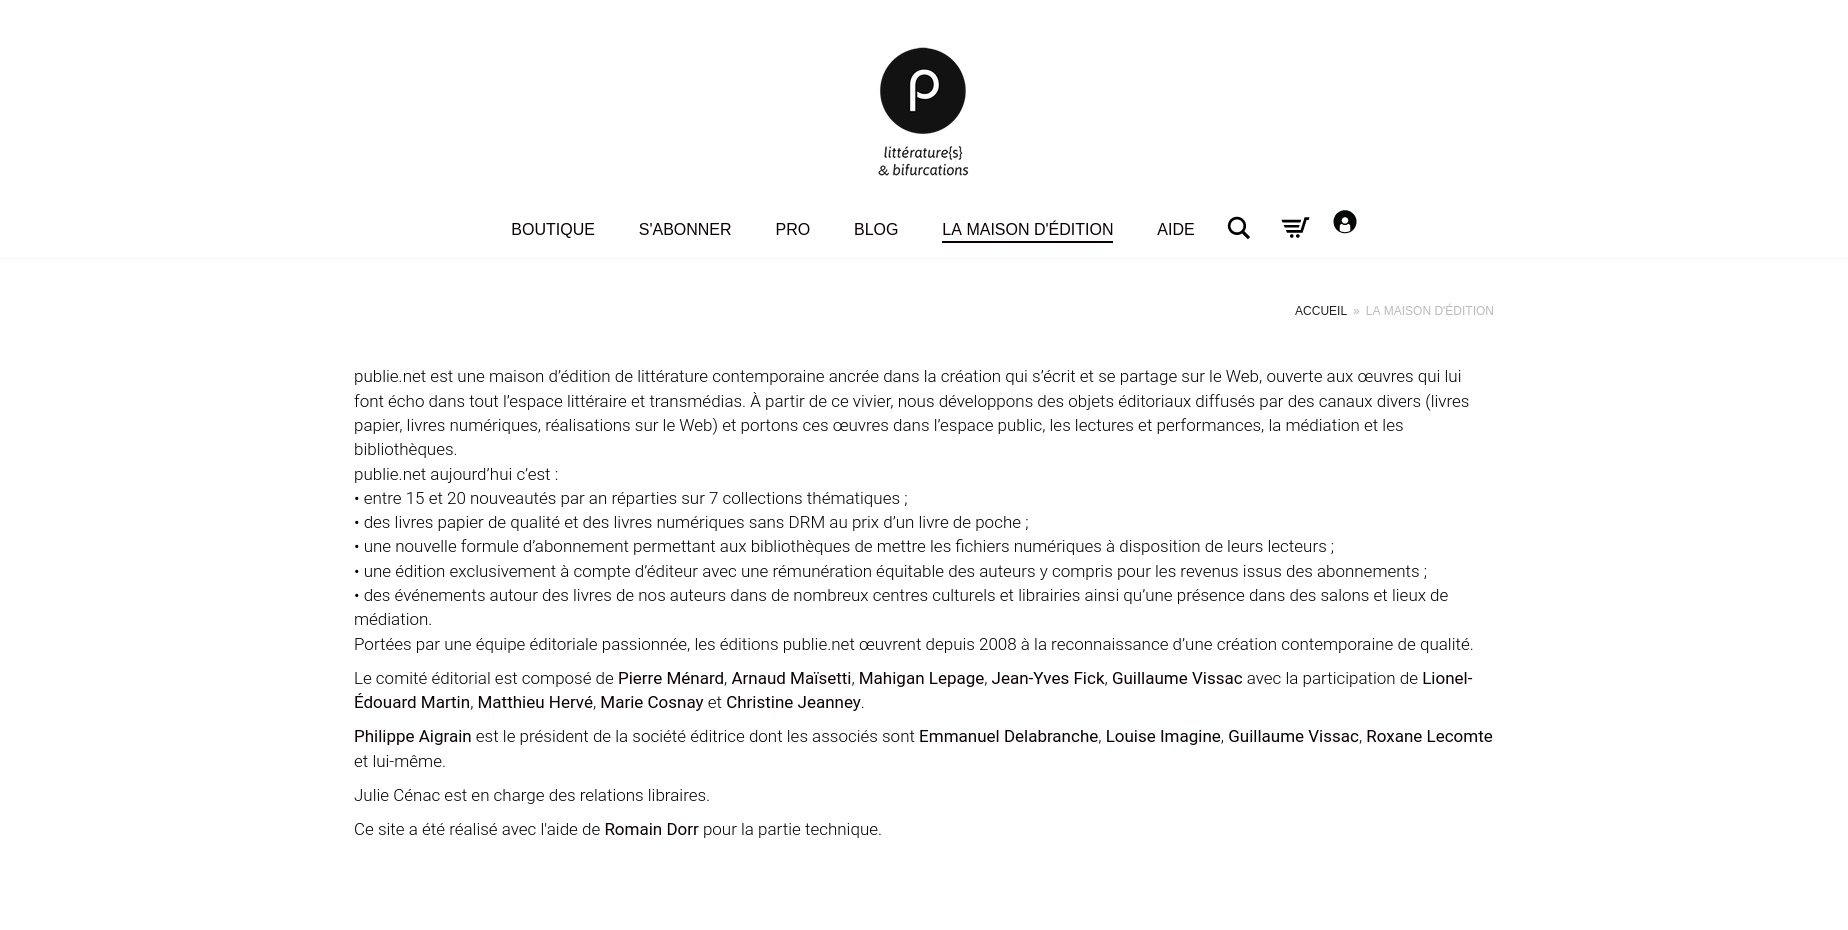 ρ
littérature{s}
& bifurcations
BOUTIQUE S'ABONNER PRO BLOG LA MAISON D'ÉDITION AIDE
ACCUEIL » LA MAISON D'ÉDITION
publie.net est une maison d’édition de littérature contemporaine ancrée dans la création qui s’écrit et se partage sur le Web, ouverte aux œuvres qui lui
font écho dans tout l’espace littéraire et transmédias. À partir de ce vivier, nous développons des objets éditoriaux diffusés par des canaux divers (livres
papier, livres numériques, réalisations sur le Web) et portons ces œuvres dans l’espace public, les lectures et performances, la médiation et les
bibliothèques.
publie.net aujourd’hui c’est :
• entre 15 et 20 nouveautés par an réparties sur 7 collections thématiques ;
• des livres papier de qualité et des livres numériques sans DRM au prix d’un livre de poche ;
• une nouvelle formule d’abonnement permettant aux bibliothèques de mettre les fichiers numériques à disposition de leurs lecteurs ;
• une édition exclusivement à compte d’éditeur avec une rémunération équitable des auteurs y compris pour les revenus issus des abonnements ;
• des événements autour des livres de nos auteurs dans de nombreux centres culturels et librairies ainsi qu’une présence dans des salons et lieux de
médiation.
Portées par une équipe éditoriale passionnée, les éditions publie.net œuvrent depuis 2008 à la reconnaissance d’une création contemporaine de qualité.
Le comité éditorial est composé de Pierre Ménard, Arnaud Maïsetti, Mahigan Lepage, Jean-Yves Fick, Guillaume Vissac avec la participation de Lionel-
Édouard Martin, Matthieu Hervé, Marie Cosnay et Christine Jeanney.
Philippe Aigrain est le président de la société éditrice dont les associés sont Emmanuel Delabranche, Louise Imagine, Guillaume Vissac, Roxane Lecomte
et lui-même.
Julie Cénac est en charge des relations libraires.
Ce site a été réalisé avec l'aide de Romain Dorr pour la partie technique.